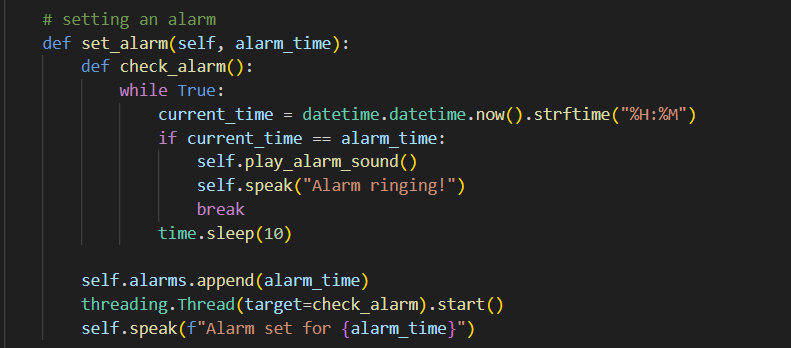 # setting an alarm
def set_alarm(self, alarm_time):
    def check_alarm():
        while True:
            current_time = datetime.datetime.now().strftime("%H:%M")
            if current_time == alarm_time:
                self.play_alarm_sound()
                self.speak("Alarm ringing!")
                break
            time.sleep(10)

    self.alarms.append(alarm_time)
    threading.Thread(target=check_alarm).start()
    self.speak(f"Alarm set for {alarm_time}")